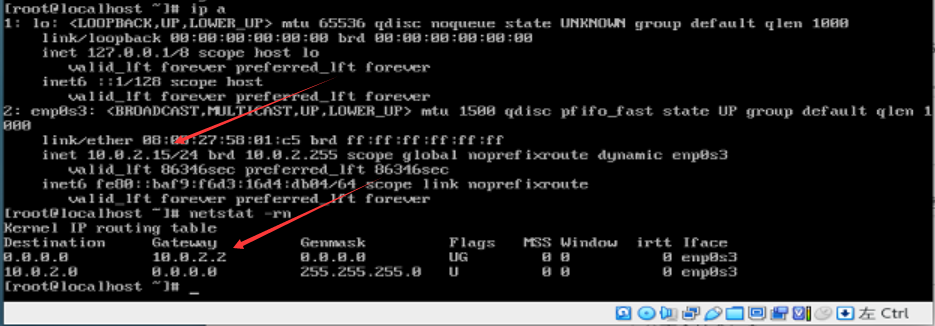 [root@localhost ~]# ip a
1: lo: <LOOPBACK,UP,LOWER_UP> mtu 65536 qdisc noqueue state UNKNOWN group default qlen 1000
link/loopback 00:00:00:00:00:00 brd 00:00:00:00:00:00
inet 127.0.0.1/8 scope host lo
valid_lft forever preferred_lft forever
inet6 ::1/128 scope host
valid_lft forever preferred_lft forever
2: enp0s3: <BROADCAST,MULTICAST,UP,LOWER_UP> mtu 1500 qdisc pfifo_fast state UP group default qlen 1
000
link/ether 08:00:27:58:01:c5 brd ff:ff:ff:ff:ff:ff
inet 10.0.2.15/24 brd 10.0.2.255 scope global noprefixroute dynamic enp0s3
valid_lft 86346sec preferred_lft 86346sec
inet6 fe80::baf9:f6d3:16d4:db04/64 scope link noprefixroute
valid_lft forever preferred_lft forever
[root@localhost ~]# netstat -rn
Kernel IP routing table
Destination Gateway Genmask Flags MSS Window irtt Iface
0.0.0.0 10.0.2.2 0.0.0.0 UG 0 0 0 enp0s3
10.0.2.0 0.0.0.0 255.255.255.0 U 0 0 0 enp0s3
[root@localhost ~]# _
左 Ctrl